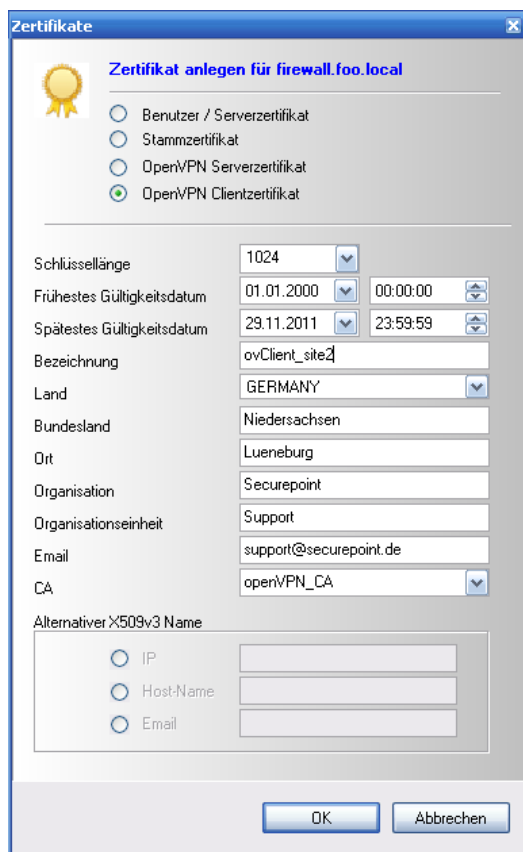 Zertifikate
Zertifikat anlegen für firewall.foo.local
Benutzer / Serverzertifikat
Stammzertifikat
OpenVPN Serverzertifikat
OpenVPN Clientzertifikat
Schlüssellänge 1024
Frühestes Gültigkeitsdatum 01.01.2000 00:00:00
Spätestes Gültigkeitsdatum 29.11.2011 23:59:59
Bezeichnung ovClient_site2
Land GERMANY
Bundesland Niedersachsen
Ort Lueneburg
Organisation Securepoint
Organisationseinheit Support
Email support@securepoint.de
CA openVPN_CA
Alternativer X509v3 Name
IP
Host-Name
Email
OK Abbrechen